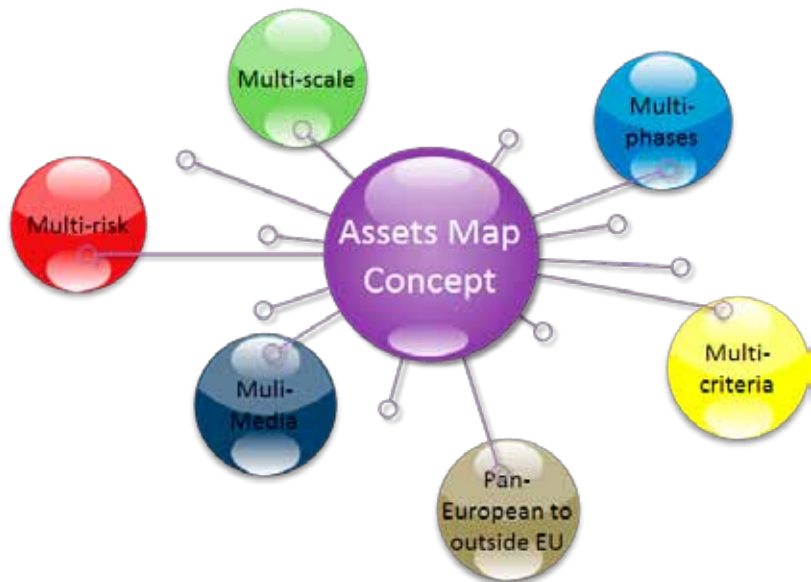 Multi-scale
Multi-
phases
Multi-risk
Assets Map
Concept
Muli-
Media
Multi-
criteria
Pan-
European to
outside EU